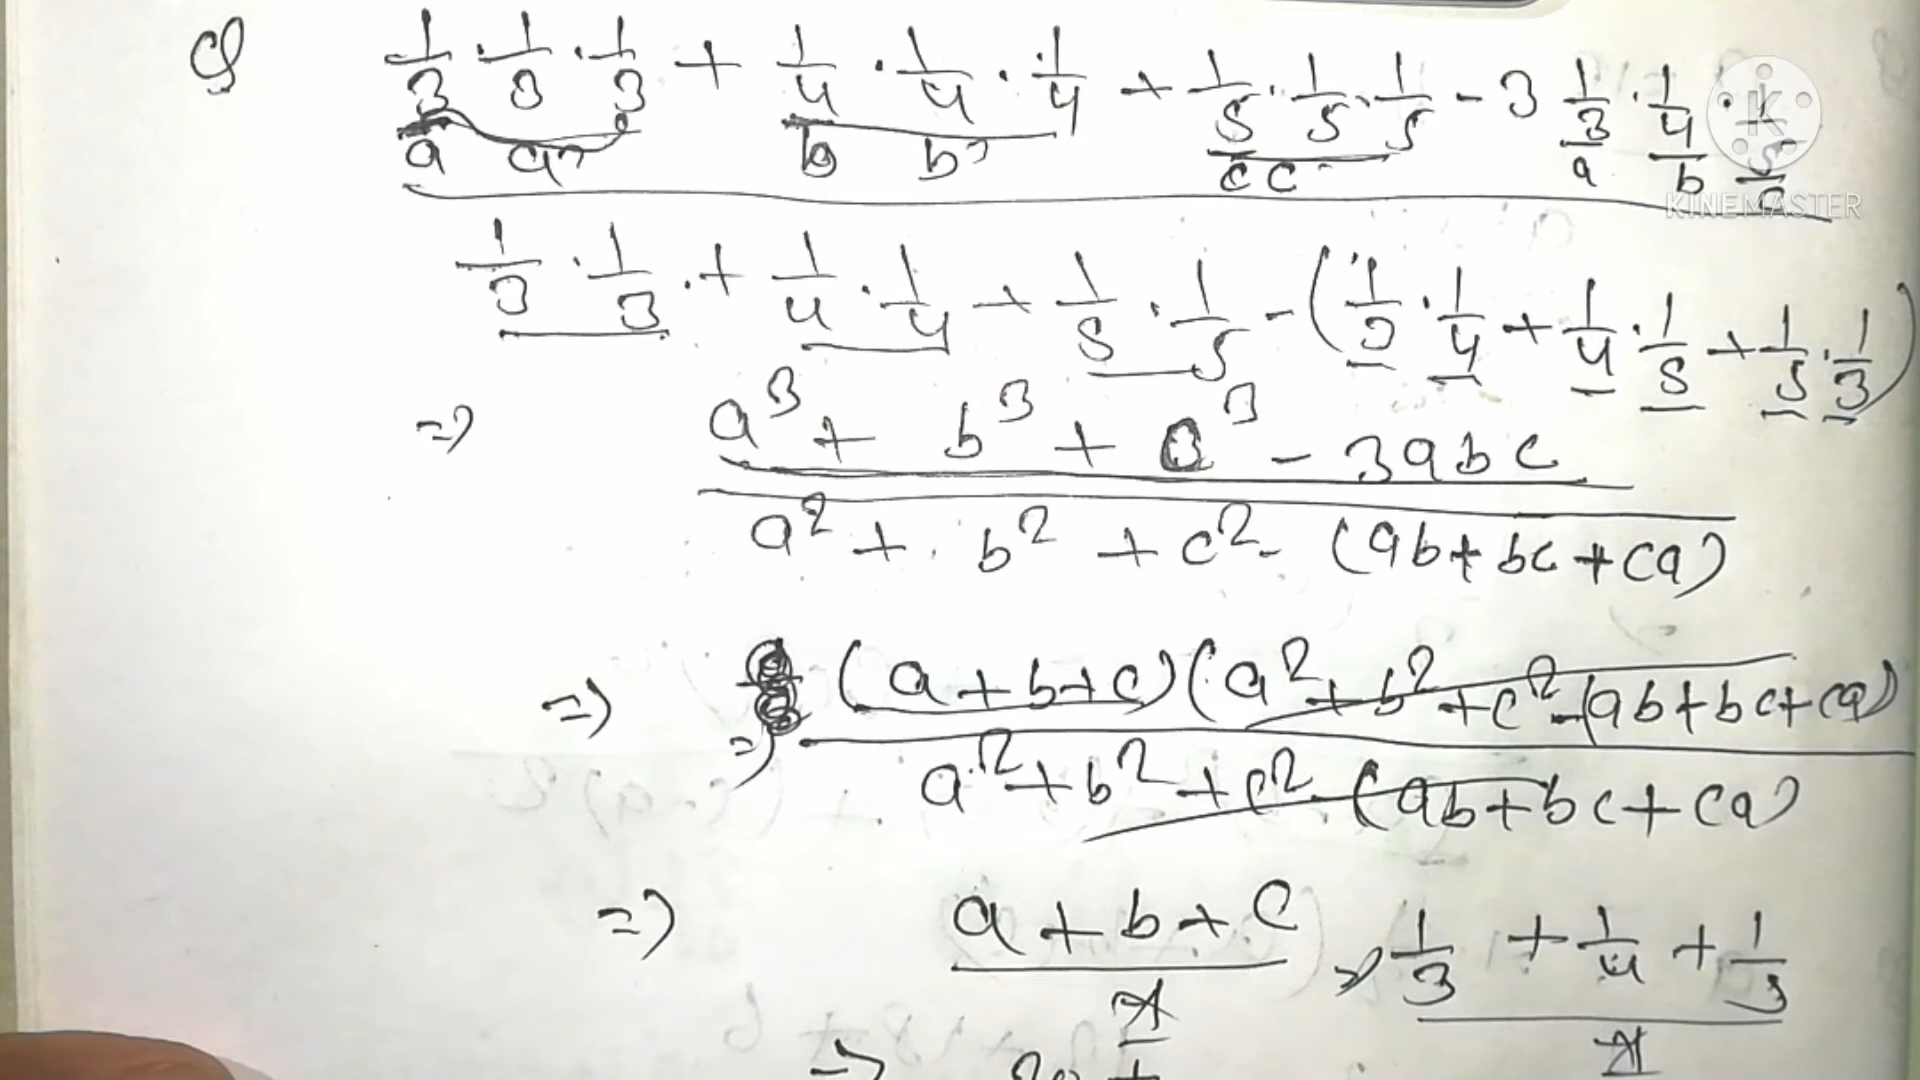 Q 1/3 · 1/3 · 1/3 + 1/4 · 1/4 · 1/4 + 1/5 · 1/5 · 1/5 - 3 1/3 · 1/4 · 1/5
a a² b b² c c² a b c
1/3 · 1/3 + 1/4 · 1/4 + 1/5 · 1/5 - (1/3 · 1/4 + 1/4 · 1/5 + 1/5 · 1/3)
KINEMASTER
=> a³ + b³ + c³ - 3abc
a² + b² + c² - (ab+bc+ca)
=> (a+b+c)(a²+b²+c²-(ab+bc+ca)
=> a²+b²+c²-(ab+bc+ca)
=> a+b+c => 1/3 + 1/4 + 1/5
=>